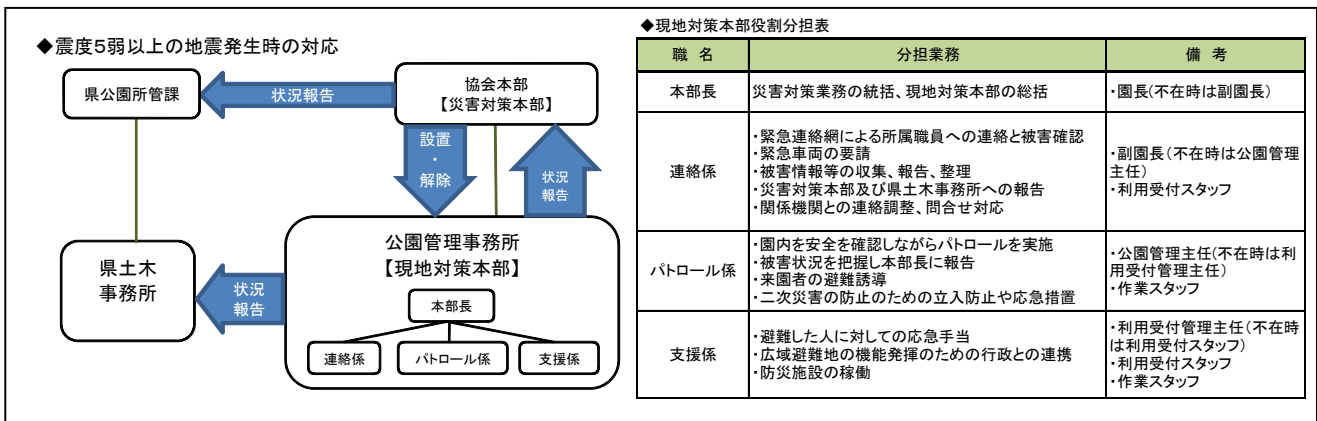 ◆震度5弱以上の地震発生時の対応
県公園所管課
状況報告
協会本部
【災害対策本部】
設置
・
解除
状況
報告
県土木
事務所
状況
報告
公園管理事務所
【現地対策本部】
本部長
連絡係
パトロール係
支援係
◆現地対策本部役割分担表
職 名
分担業務
備 考
本部長
災害対策業務の統括、現地対策本部の総括
・園長(不在時は副園長)
連絡係
・緊急連絡網による所属職員への連絡と被害確認
・緊急車両の要請
・被害情報等の収集、報告、整理
・災害対策本部及び県土木事務所への報告
・関係機関との連絡調整、問合せ対応
・副園長(不在時は公園管理
主任)
・利用受付スタッフ
パトロール係
・園内を安全を確認しながらパトロールを実施
・被害状況を把握し本部長に報告
・来園者の避難誘導
・二次災害の防止のための立入防止や応急措置
・公園管理主任(不在時は利
用受付管理主任)
・作業スタッフ
支援係
・避難した人に対しての応急手当
・広域避難地の機能発揮のための行政との連携
・防災施設の稼働
・利用受付管理主任(不在時
は利用受付スタッフ)
・利用受付スタッフ
・作業スタッフ